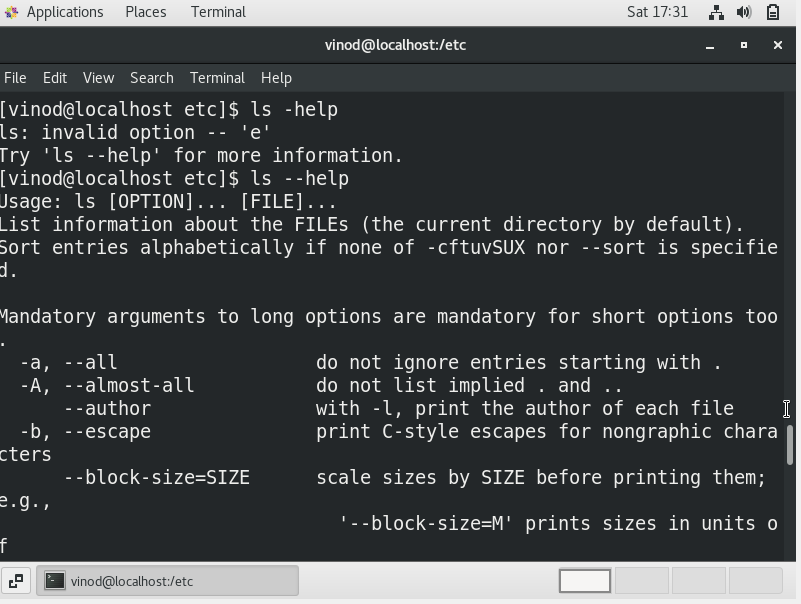 Applications Places Terminal Sat 17:31
vinod@localhost:/etc
File Edit View Search Terminal Help
[vinod@localhost etc]$ ls -help
ls: invalid option -- 'e'
Try 'ls --help' for more information.
[vinod@localhost etc]$ ls --help
Usage: ls [OPTION]... [FILE]...
List information about the FILEs (the current directory by default).
Sort entries alphabetically if none of -cftuvSUX nor --sort is specifie
d.
Mandatory arguments to long options are mandatory for short options too
.
-a, --all do not ignore entries starting with .
-A, --almost-all do not list implied . and ..
--author with -l, print the author of each file
-b, --escape print C-style escapes for nongraphic chara
cters
--block-size=SIZE scale sizes by SIZE before printing them;
e.g.,
'--block-size=M' prints sizes in units o
f
vinod@localhost:/etc